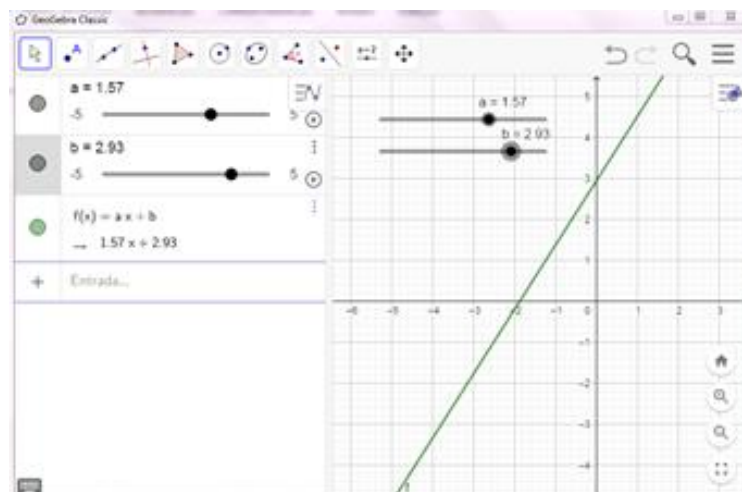 GeoGebra Classic
a = 1.57
-5
5
b = 2.93
-5
5
f(x) = a x + b
→ 1.57 x + 2.93
+ Entrada...
a = 1.57
b = 2.93
5
4
3
2
1
-6 -5 -4 -3 -2 -1 0 1 2 3
-1
-2
-3
-4
f